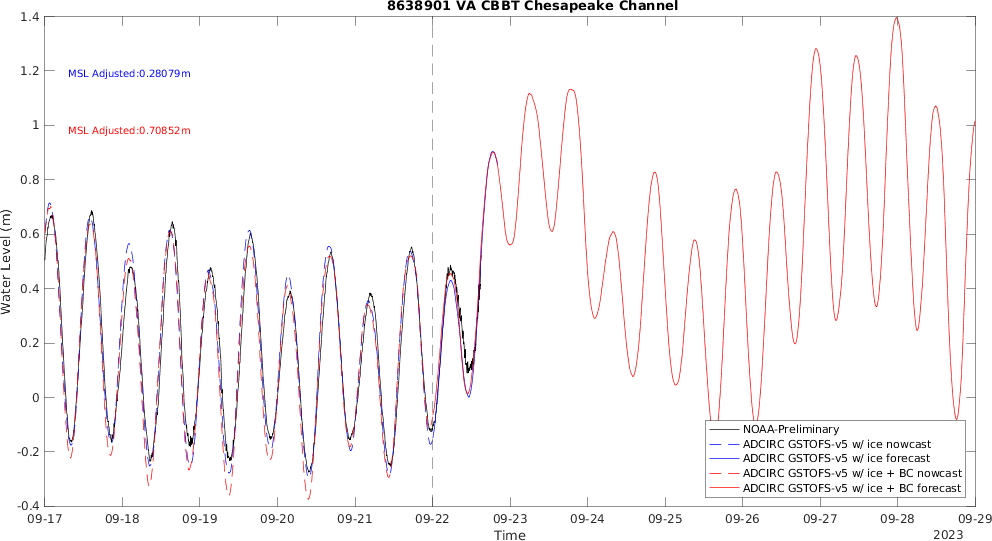 8638901 VA CBBT Chesapeake Channel
1.4
1.2
1
0.8
0.6
0.4
0.2
0
-0.2
-0.4
Water Level (m)
MSL Adjusted:0.28079m
MSL Adjusted:0.70852m
NOAA-Preliminary
ADCIRC GSTOFS-v5 w/ ice nowcast
ADCIRC GSTOFS-v5 w/ ice forecast
ADCIRC GSTOFS-v5 w/ ice + BC nowcast
ADCIRC GSTOFS-v5 w/ ice + BC forecast
09-17 09-18 09-19 09-20 09-21 09-22 09-23 09-24 09-25 09-26 09-27 09-28 09-29
Time
2023